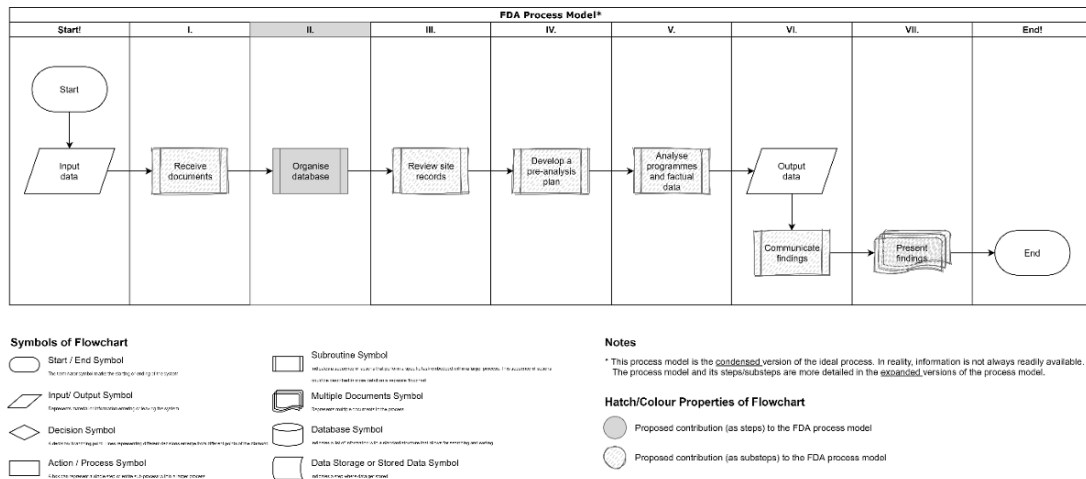 FDA Process Model*
Start!
I.
II.
III.
IV.
V.
VI.
VII.
End!
Start
Input
data
Receive
documents
Organise
database
Review site
records
Develop a
pre-analysis
plan
Analyse
programmes
and factual
data
Output
data
Communicate
findings
Present
findings
End
Symbols of Flowchart
Start / End Symbol
Input/ Output Symbol
Decision Symbol
Action / Process Symbol
Subroutine Symbol
Multiple Documents Symbol
Represents multiple documents in the process
Database Symbol
Data Storage or Stored Data Symbol
Notes
* This process model is the condensed version of the ideal process. In reality, information is not always readily available.
The process model and its steps/substeps are more detailed in the expanded versions of the process model.
Hatch/Colour Properties of Flowchart
Proposed contribution (as steps) to the FDA process model
Proposed contribution (as substeps) to the FDA process model